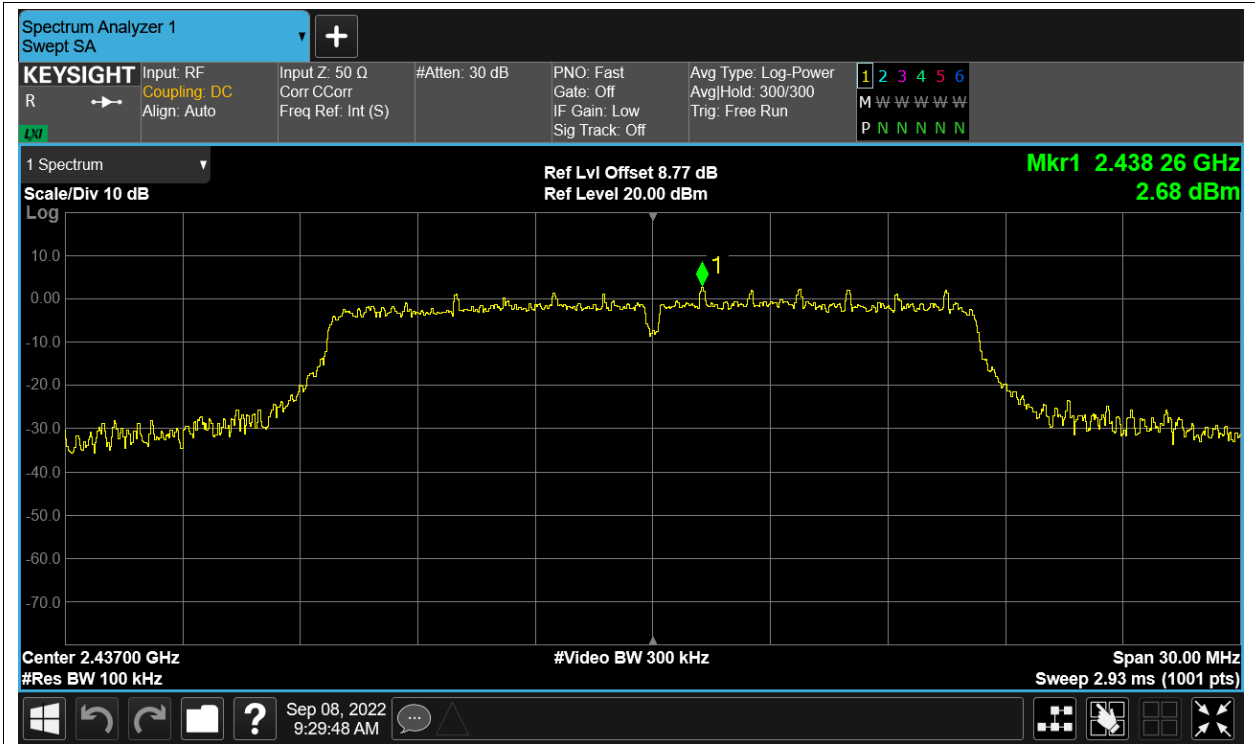 Spectrum Analyzer 1
Swept SA
+
KEYSIGHT
R
LXI
Input: RF
Coupling: DC
Align: Auto
Input Z: 50 Ω
Corr CCorr
Freq Ref: Int (S)
#Atten: 30 dB
PNO: Fast
Gate: Off
IF Gain: Low
Sig Track: Off
Avg Type: Log-Power
Avg|Hold: 300/300
Trig: Free Run
1 2 3 4 5 6
M W W W W W
P N N N N N
1 Spectrum
Scale/Div 10 dB
Ref Lvl Offset 8.77 dB
Ref Level 20.00 dBm
Mkr1 2.438 26 GHz
2.68 dBm
Log
10.0
0.00
-10.0
-20.0
-30.0
-40.0
-50.0
-60.0
-70.0
1
Center 2.43700 GHz
#Res BW 100 kHz
#Video BW 300 kHz
Span 30.00 MHz
Sweep 2.93 ms (1001 pts)
?
Sep 08, 2022
9:29:48 AM